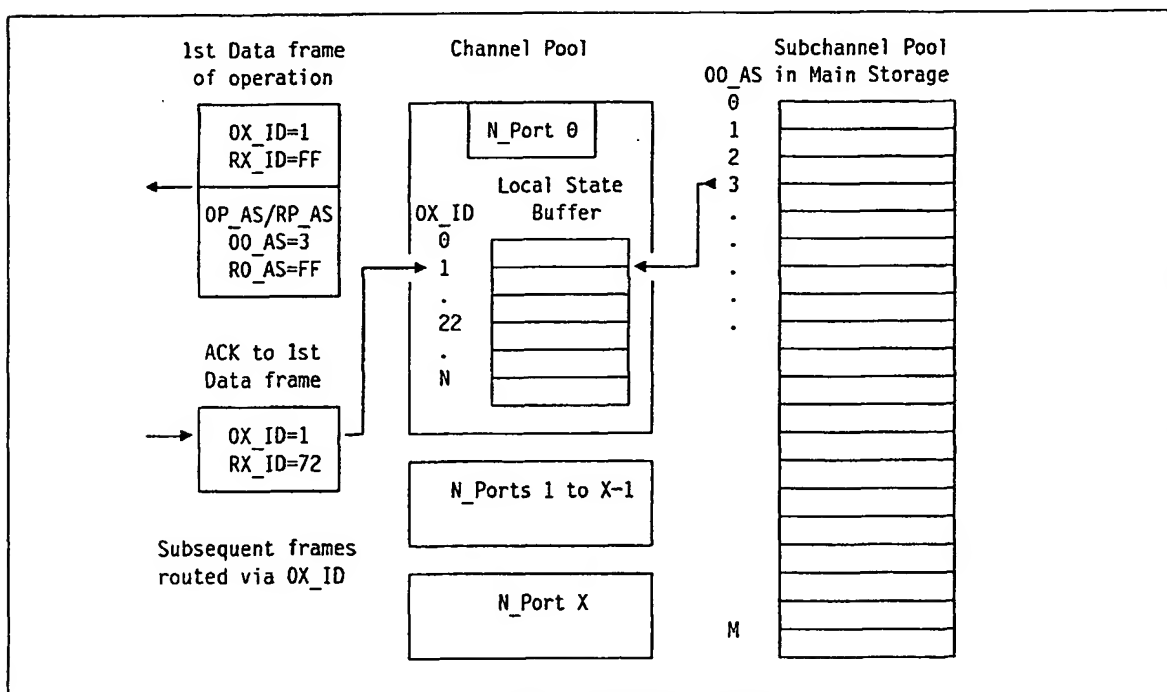 1st Data frame
of operation
OX_ID=1
RX_ID=FF
OP_AS/RP_AS
OO_AS=3
RO_AS=FF
ACK to 1st
Data frame
OX_ID=1
RX_ID=72
Subsequent frames
routed via OX_ID
Channel Pool
N_Port 0
Local State
Buffer
OX_ID
0
1
.
22
.
N
N_Ports 1 to X-1
N_Port X
Subchannel Pool
in Main Storage
OO_AS
0
1
2
3
.
.
.
.
.
M